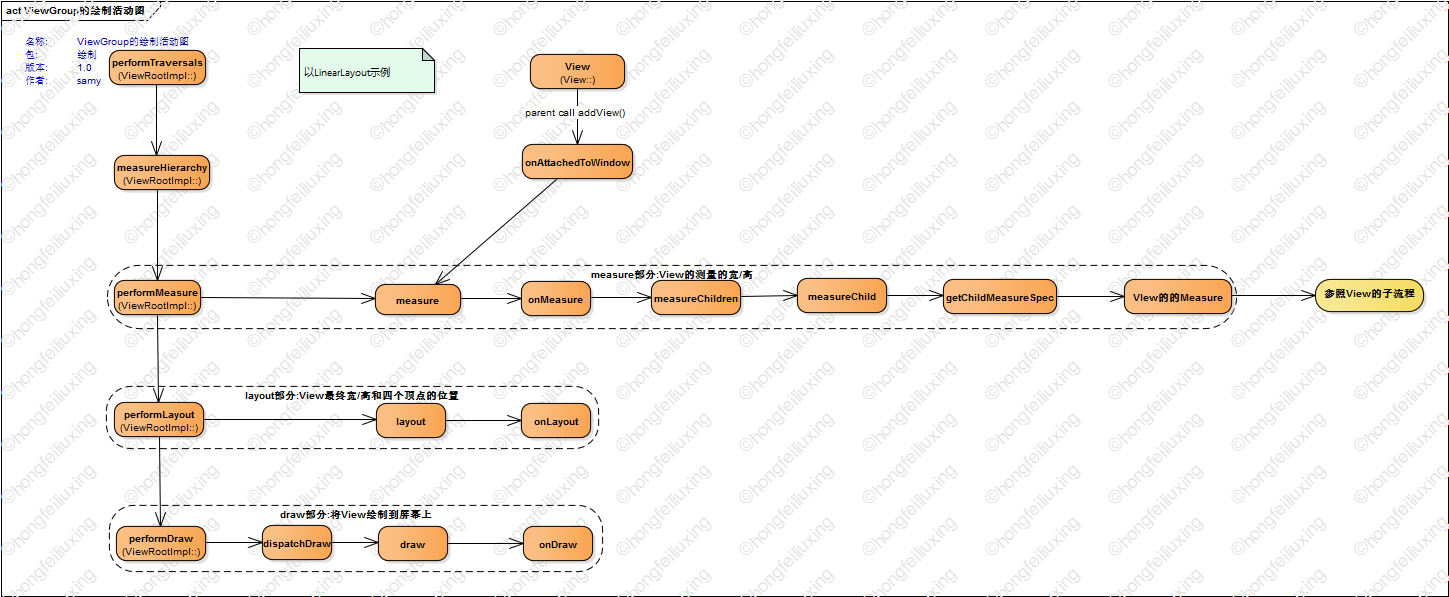 act ViewGroup的绘制活动图
名称: ViewGroup的绘制活动图
包: 绘制
版本: 1.0
作者: samy
performTraversals
(ViewRootImpl::)
以LinearLayout示例
View
(View::)
parent call addView()
measureHierarchy
(ViewRootImpl::)
onAttachedToWindow
measure部分:View的测量的宽/高
performMeasure
(ViewRootImpl::)
measure
onMeasure
measureChildren
measureChild
getChildMeasureSpec
VIew的的Measure
参照View的子流程
layout部分:View最终宽/高和四个顶点的位置
performLayout
(ViewRootImpl::)
layout
onLayout
draw部分:将View绘制到屏幕上
performDraw
(ViewRootImpl::)
dispatchDraw
draw
onDraw
©hongfeiliuxing